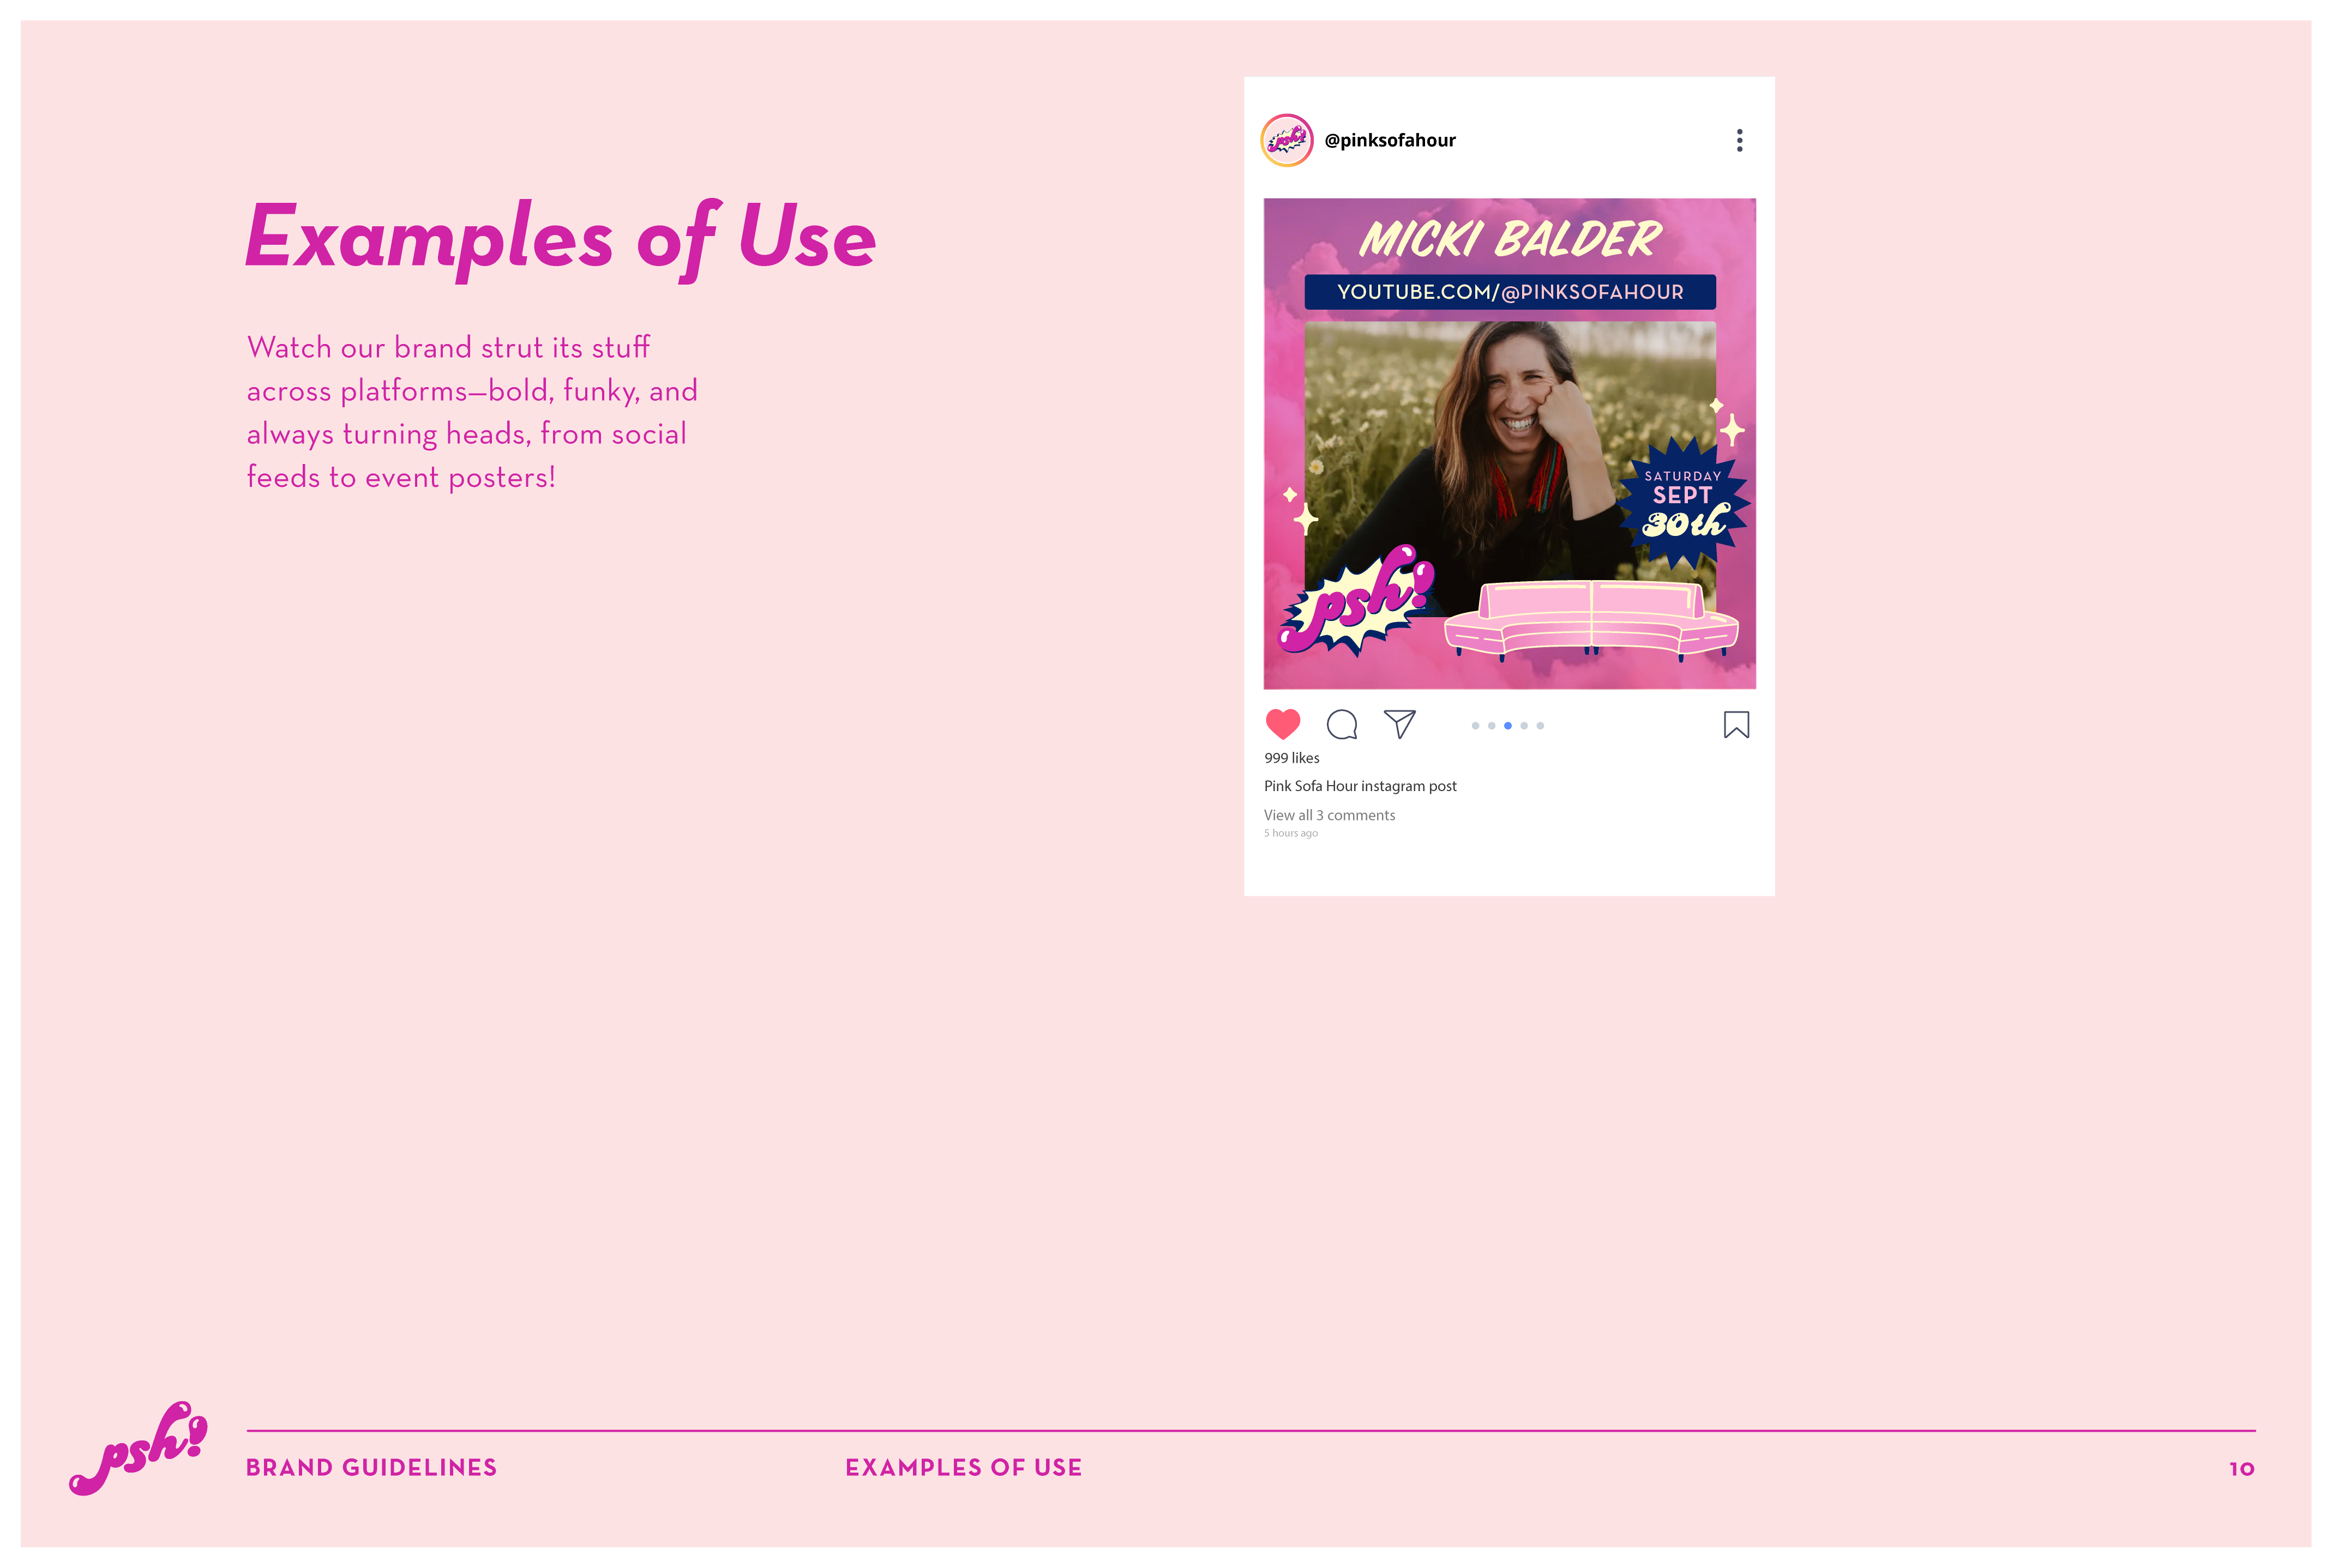 Examples of Use
Watch our brand strut its stuff
across platforms—bold, funky, and
always turning heads, from social
feeds to event posters!
psh!
@pinksofahour
MICKI BALDER
YOUTUBE.COM/@PINKSOFAHOUR
SATURDAY
SEPT
30th
psh!
999 likes
Pink Sofa Hour instagram post
View all 3 comments
5 hours ago
psh!
BRAND GUIDELINES
EXAMPLES OF USE
10